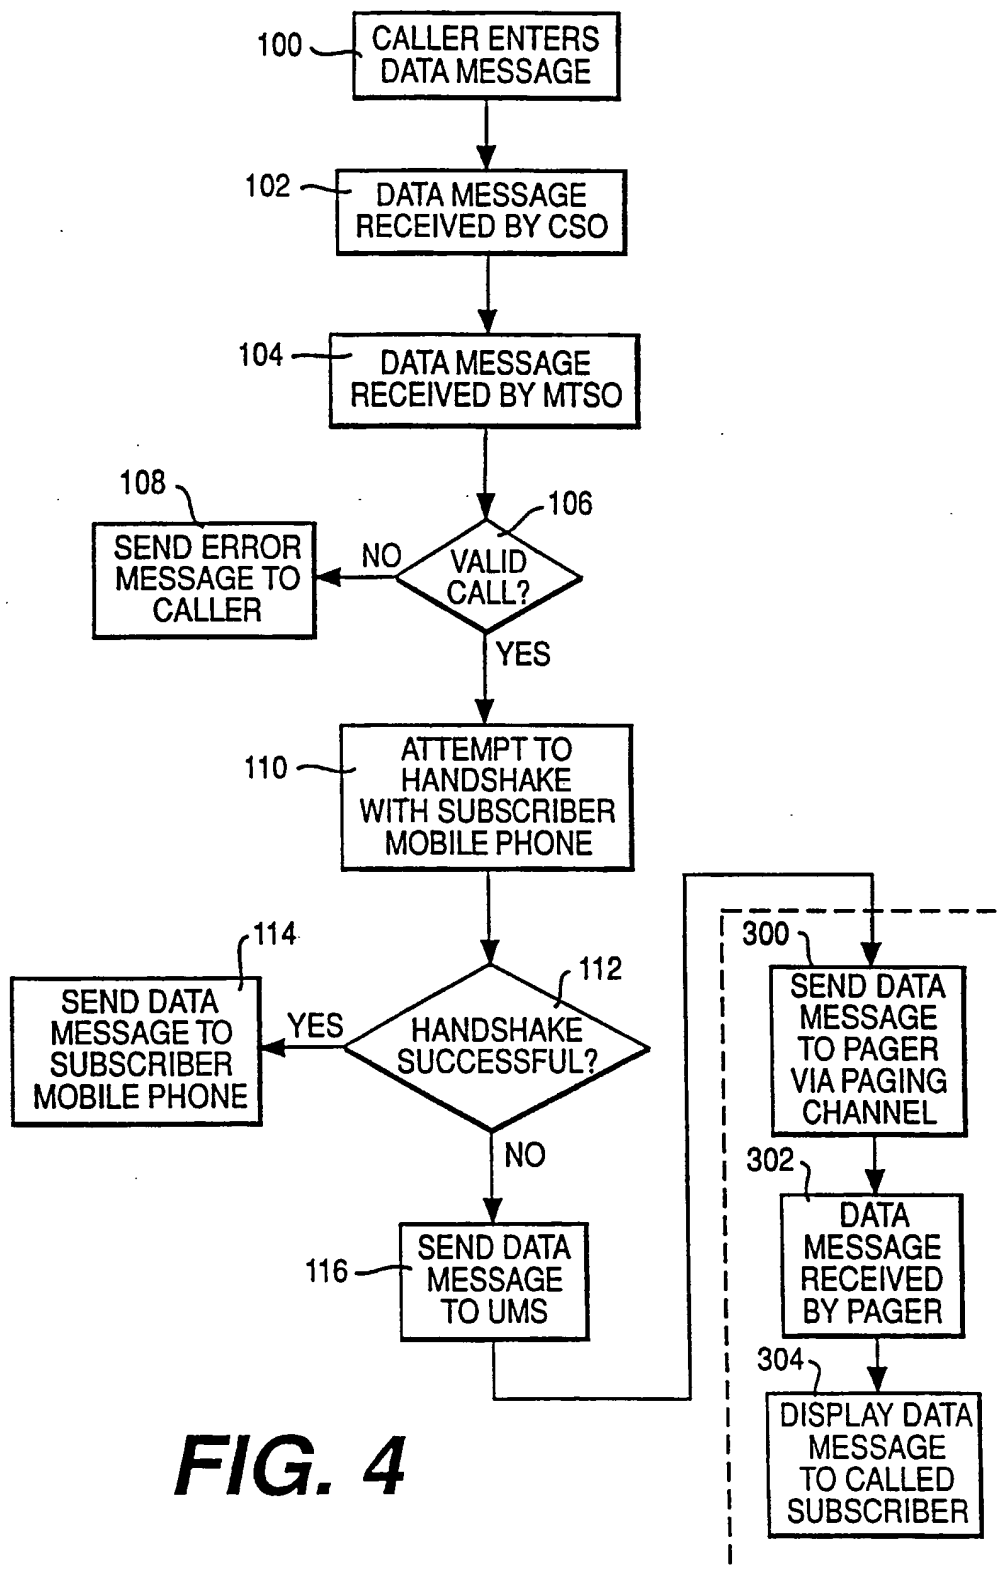 100
CALLER ENTERS
DATA MESSAGE
102
DATA MESSAGE
RECEIVED BY CSO
104
DATA MESSAGE
RECEIVED BY MTSO
106
VALID
CALL?
NO
108
SEND ERROR
MESSAGE TO
CALLER
YES
110
ATTEMPT TO
HANDSHAKE
WITH SUBSCRIBER
MOBILE PHONE
112
HANDSHAKE
SUCCESSFUL?
YES
114
SEND DATA
MESSAGE TO
SUBSCRIBER
MOBILE PHONE
NO
116
SEND DATA
MESSAGE
TO UMS
300
SEND DATA
MESSAGE
TO PAGER
VIA PAGING
CHANNEL
302
DATA
MESSAGE
RECEIVED
BY PAGER
304
DISPLAY DATA
MESSAGE
TO CALLED
SUBSCRIBER
FIG. 4